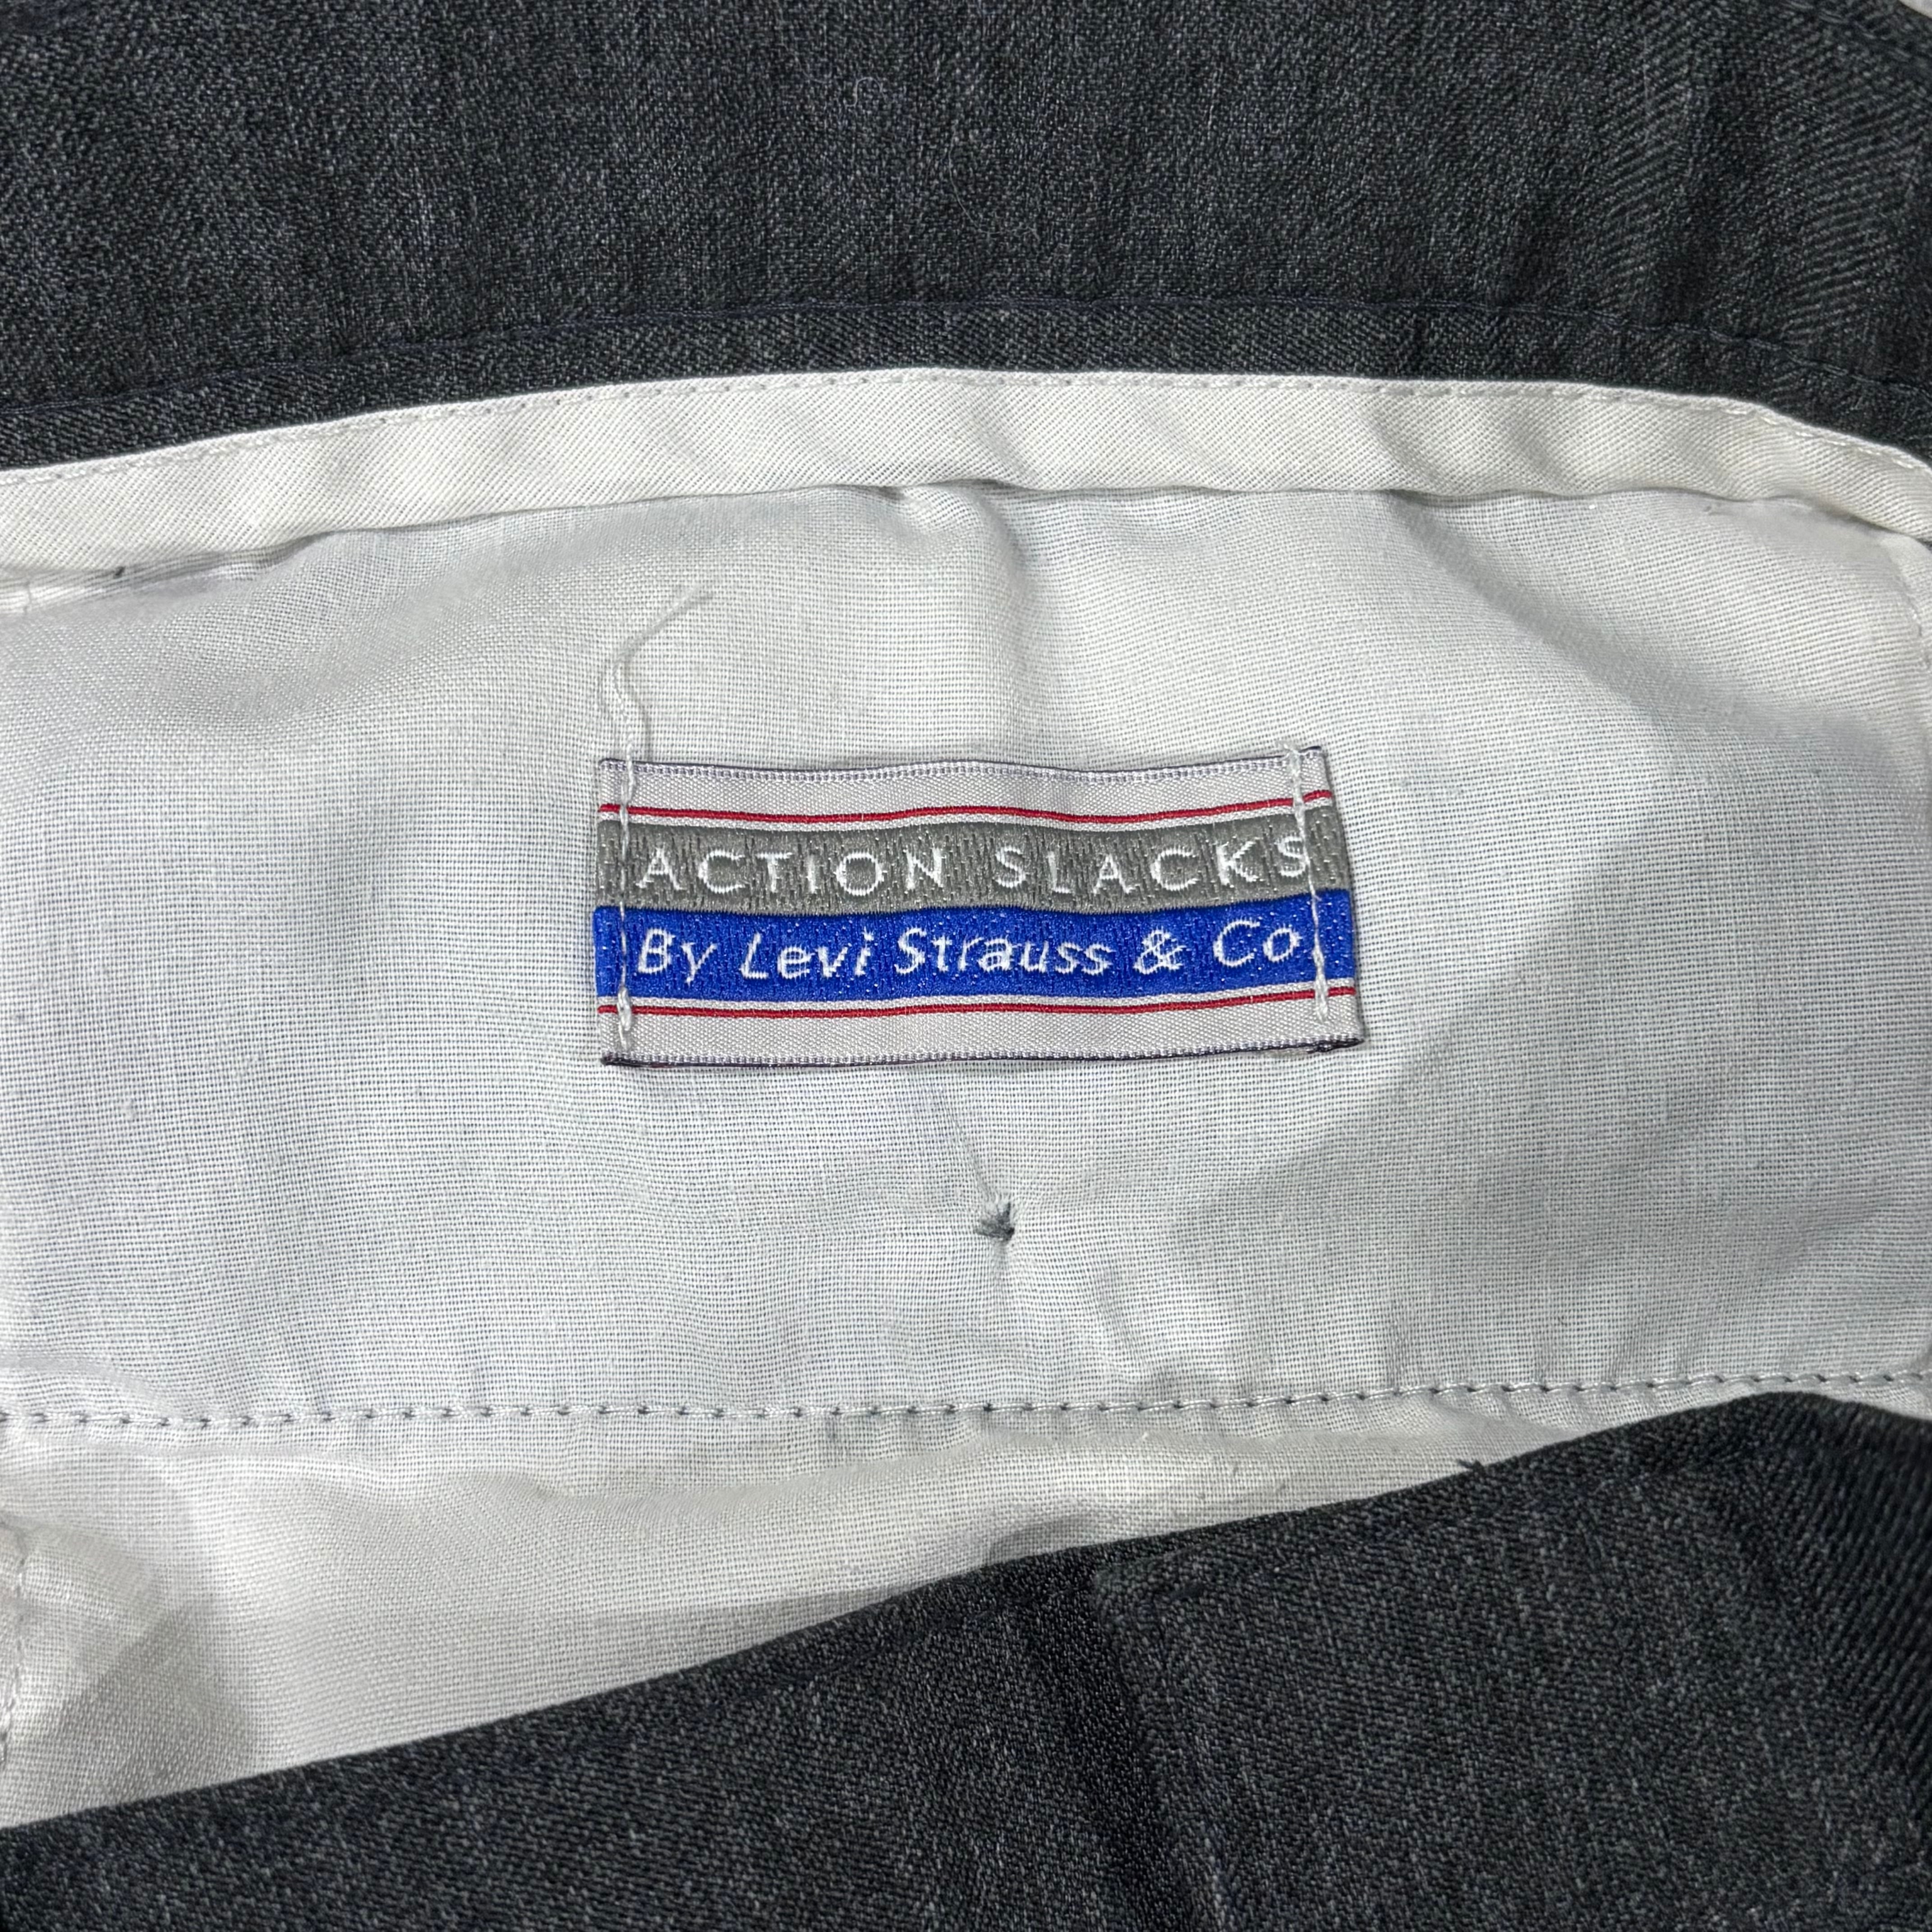 ACTION SLACKS
By Levi Strauss & Co